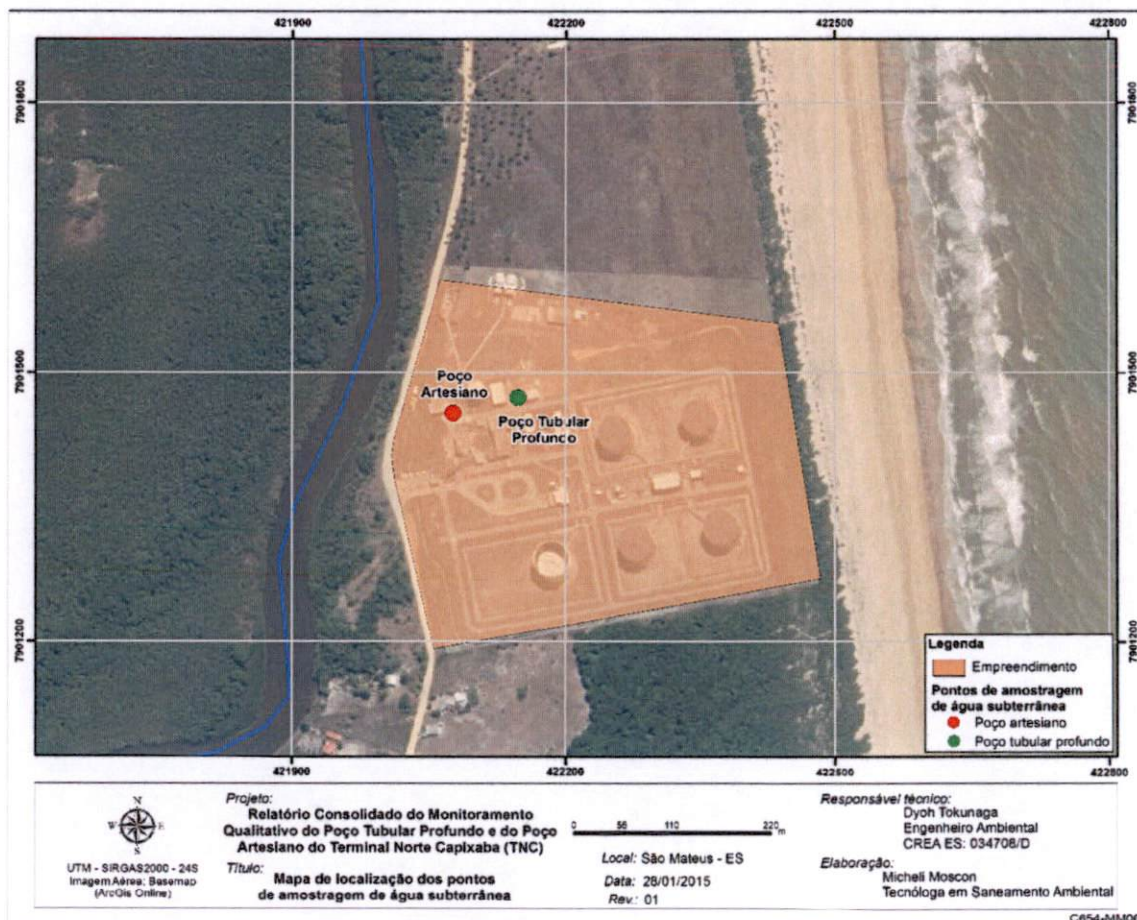 421900 422200 422500 422800
7901800 7901800
7901500 7901500
7901200 7901200
Poço
Artesiano
Poço Tubular
Profundo
Legenda
Empreendimento
Pontos de amostragem
de água subterrânea
Poço artesiano
Poço tubular profundo
421900 422200 422500 422800
N
W E
S
UTM - SIRGAS2000 - 24S
Imagem Aérea: Basemap
(ArcGis Online)
Projeto:
Relatório Consolidado do Monitoramento
Qualitativo do Poço Tubular Profundo e do Poço
Artesiano do Terminal Norte Capixaba (TNC)
Título:
Mapa de localização dos pontos
de amostragem de água subterrânea
0 55 110 220
m
Local: São Mateus - ES
Data: 28/01/2015
Rev.: 01
Responsável técnico:
Dyoh Tokunaga
Engenheiro Ambiental
CREA ES: 034708/D
Elaboração:
Micheli Moscon
Tecnóloga em Saneamento Ambiental